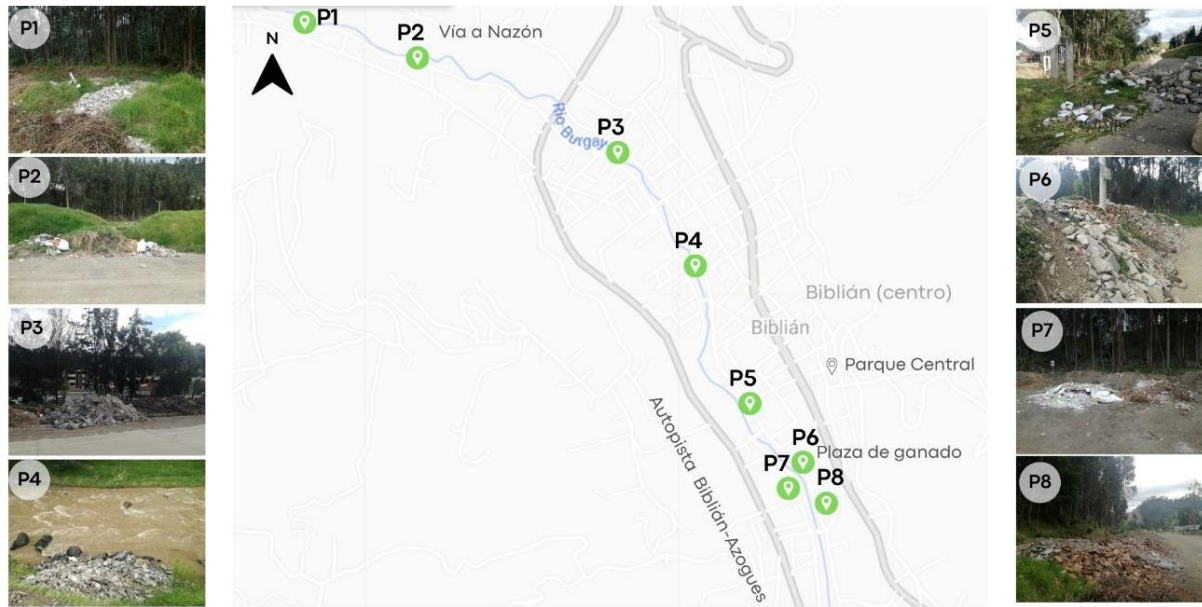 P1
P2
P3
P4
N
P1
P2
Vía a Nazón
Río Burgay
P3
P4
Biblián (centro)
Biblián
Parque Central
P5
Autopista Biblián-Azogues
P6
Plaza de ganado
P7
P8
P5
P6
P7
P8